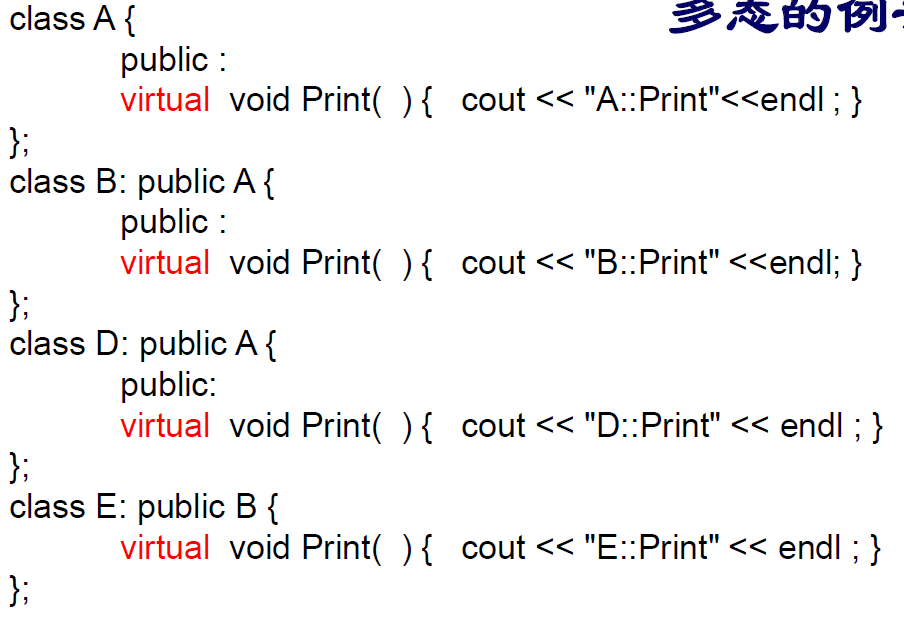 多态的例子
class A {
public :
virtual void Print( ) { cout << "A::Print"<<endl ; }
};
class B: public A {
public :
virtual void Print( ) { cout << "B::Print" <<endl; }
};
class D: public A {
public:
virtual void Print( ) { cout << "D::Print" << endl ; }
};
class E: public B {
virtual void Print( ) { cout << "E::Print" << endl ; }
};